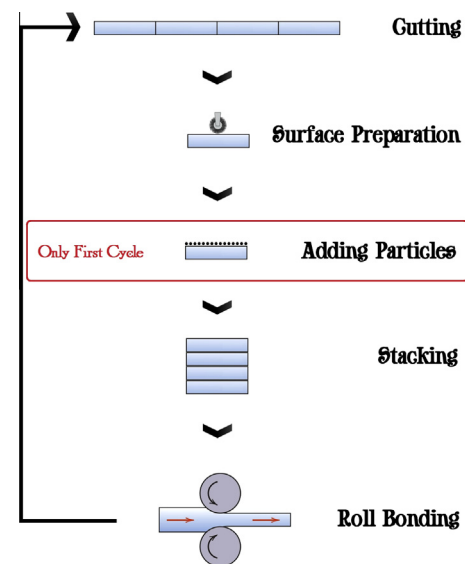 Cutting
Surface Preparation
Only First Cycle
Adding Particles
Stacking
Roll Bonding